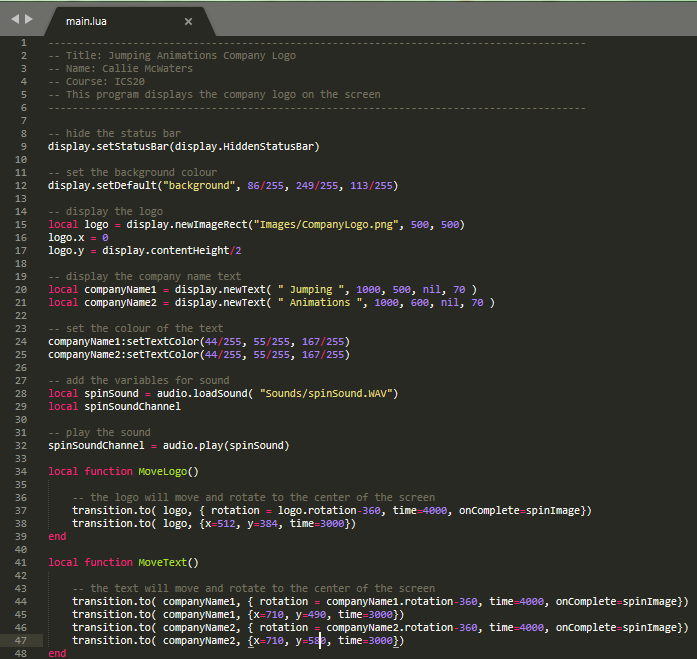 main.lua
1 --------------------------------------------------------------------------------------
2 -- Title: Jumping Animations Company Logo
3 -- Name: Callie McWaters
4 -- Course: ICS20
5 -- This program displays the company logo on the screen
6 --------------------------------------------------------------------------------------
7
8 -- hide the status bar
9 display.setStatusBar(display.HiddenStatusBar)
10
11 -- set the background colour
12 display.setDefault("background", 86/255, 249/255, 113/255)
13
14 -- display the logo
15 local logo = display.newImageRect("Images/CompanyLogo.png", 500, 500)
16 logo.x = 0
17 logo.y = display.contentHeight/2
18
19 -- display the company name text
20 local companyName1 = display.newText( " Jumping ", 1000, 500, nil, 70 )
21 local companyName2 = display.newText( " Animations ", 1000, 600, nil, 70 )
22
23 -- set the colour of the text
24 companyName1:setTextColor(44/255, 55/255, 167/255)
25 companyName2:setTextColor(44/255, 55/255, 167/255)
26
27 -- add the variables for sound
28 local spinSound = audio.loadSound( "Sounds/spinSound.WAV")
29 local spinSoundChannel
30
31 -- play the sound
32 spinSoundChannel = audio.play(spinSound)
33
34 local function MoveLogo()
35
36 -- the logo will move and rotate to the center of the screen
37 transition.to( logo, { rotation = logo.rotation-360, time=4000, onComplete=spinImage})
38 transition.to( logo, {x=512, y=384, time=3000})
39 end
40
41 local function MoveText()
42
43 -- the text will move and rotate to the center of the screen
44 transition.to( companyName1, { rotation = companyName1.rotation-360, time=4000, onComplete=spinImage})
45 transition.to( companyName1, {x=710, y=490, time=3000})
46 transition.to( companyName2, { rotation = companyName2.rotation-360, time=4000, onComplete=spinImage})
47 transition.to( companyName2, {x=710, y=580, time=3000})
48 end